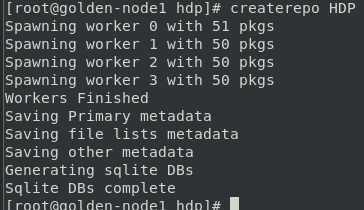 [root@golden-node1 hdp]# createrepo HDP
Spawning worker 0 with 51 pkgs
Spawning worker 1 with 50 pkgs
Spawning worker 2 with 50 pkgs
Spawning worker 3 with 50 pkgs
Workers Finished
Saving Primary metadata
Saving file lists metadata
Saving other metadata
Generating sqlite DBs
Sqlite DBs complete
[root@golden-node1 hdp]#